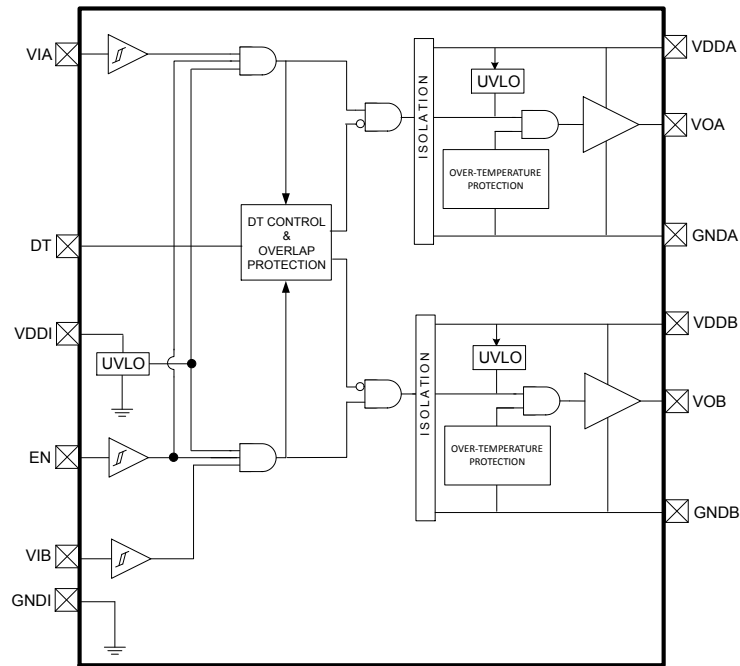 VIA
DT
VDDI
EN
VIB
GNDI
UVLO
DT CONTROL
&
OVERLAP
PROTECTION
ISOLATION
UVLO
OVER-TEMPERATURE
PROTECTION
VDDA
VOA
GNDA
ISOLATION
UVLO
OVER-TEMPERATURE
PROTECTION
VDDB
VOB
GNDB